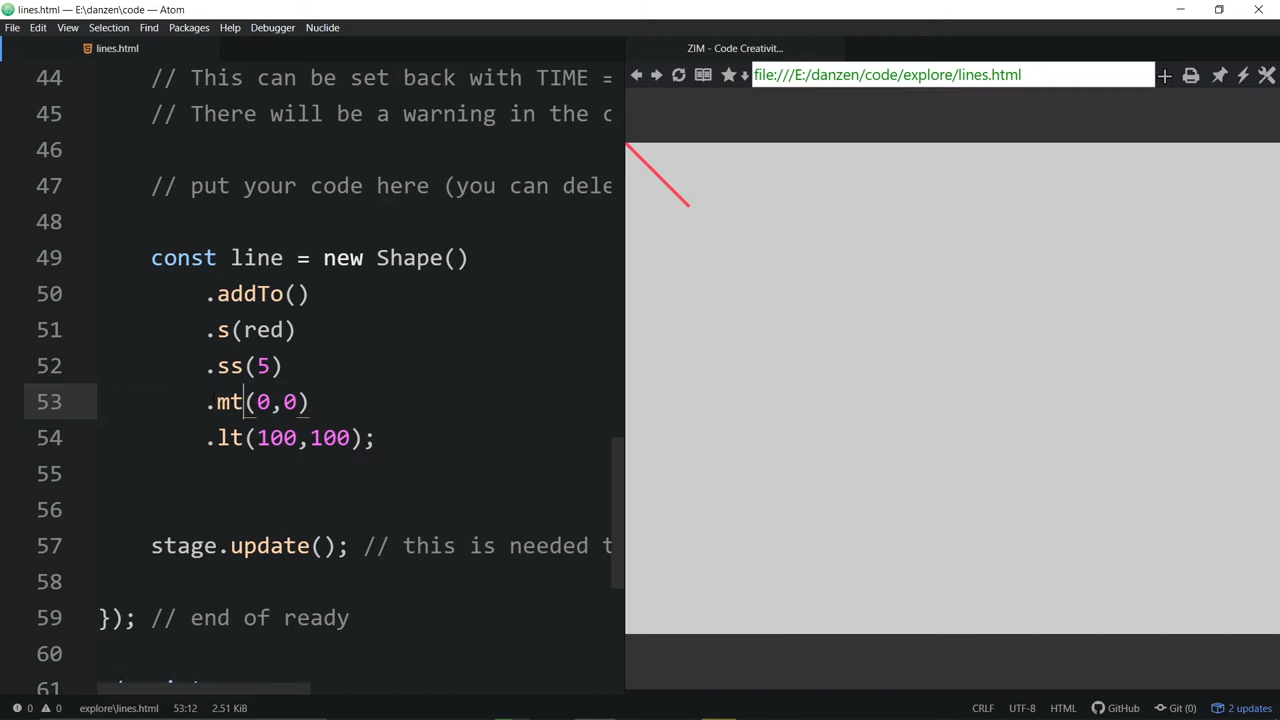 lines.html — E:\danzen\code — Atom
File Edit View Selection Find Packages Help Debugger Nuclide
lines.html
ZIM - Code Creativit...
file:///E:/danzen/code/explore/lines.html
44 // This can be set back with TIME =
45 // There will be a warning in the c
46
47 // put your code here (you can dele
48
49 const line = new Shape()
50 .addTo()
51 .s(red)
52 .ss(5)
53 .mt(0,0)
54 .lt(100,100);
55
56
57 stage.update(); // this is needed t
58
59 }); // end of ready
60
61
0 0 explore\lines.html 53:12 2.51 KiB CRLF UTF-8 HTML GitHub Git (0) 2 updates